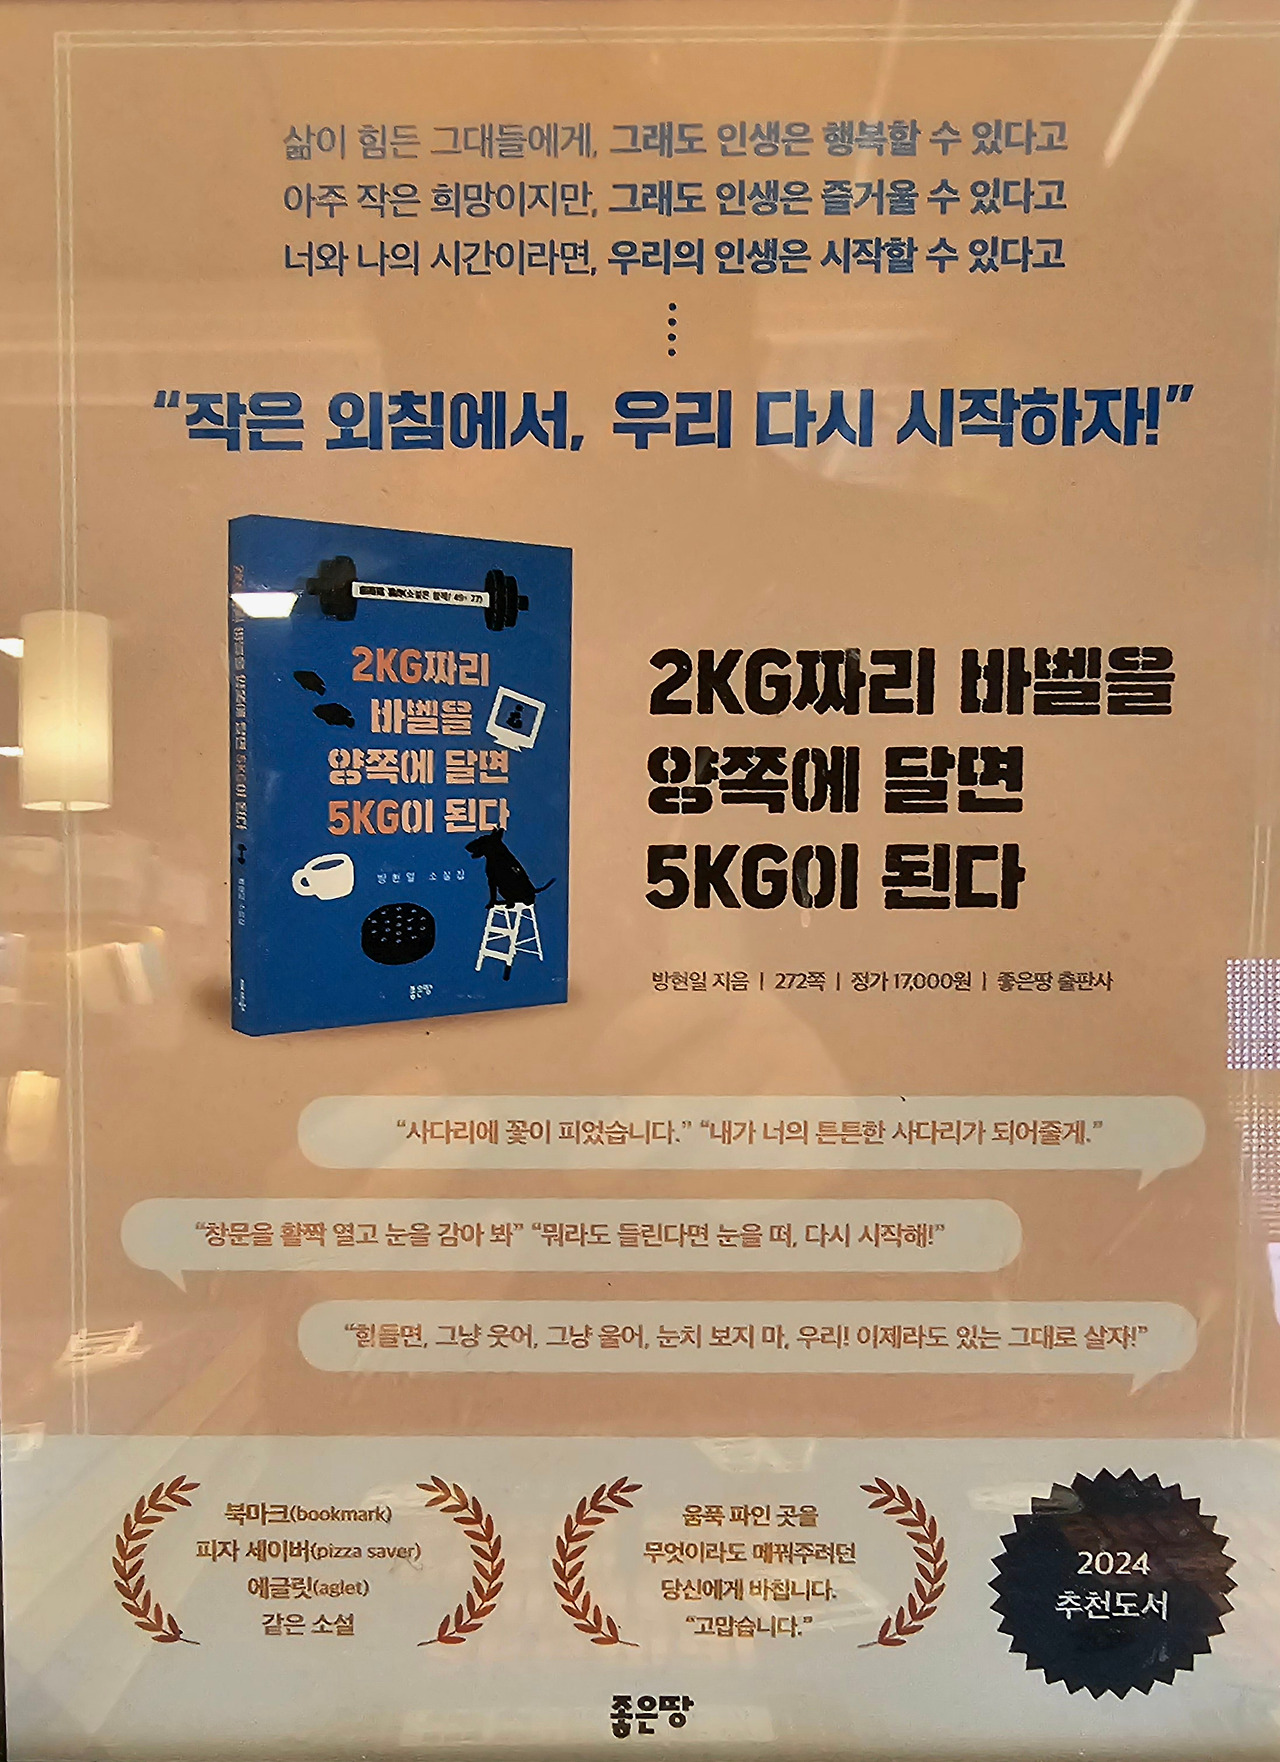 삶이 힘든 그대들에게, 그래도 인생은 행복할 수 있다고
아주 작은 희망이지만, 그래도 인생은 즐거울 수 있다고
너와 나의 시간이라면, 우리의 인생은 시작할 수 있다고
“작은 외침에서, 우리 다시 시작하자!”
2KG짜리
바벨을
양쪽에 달면
5KG이 된다
방현일 소설집
좋은땅
2KG짜리 바벨을
양쪽에 달면
5KG이 된다
방현일 지음 | 272쪽 | 정가 17,000원 | 좋은땅 출판사
“사다리에 꽃이 피었습니다.” “내가 너의 튼튼한 사다리가 되어줄게.”
“창문을 활짝 열고 눈을 감아 봐” “뭐라도 들린다면 눈을 떠, 다시 시작해!”
“힘들면, 그냥 웃어, 그냥 울어, 눈치 보지 마, 우리! 이제라도 있는 그대로 살자!”
북마크(bookmark)
피자 세이버(pizza saver)
에글릿(aglet)
같은 소설
움푹 파인 곳을
무엇이라도 메꿔주려던
당신에게 바칩니다.
“고맙습니다.”
2024
추천도서
좋은땅